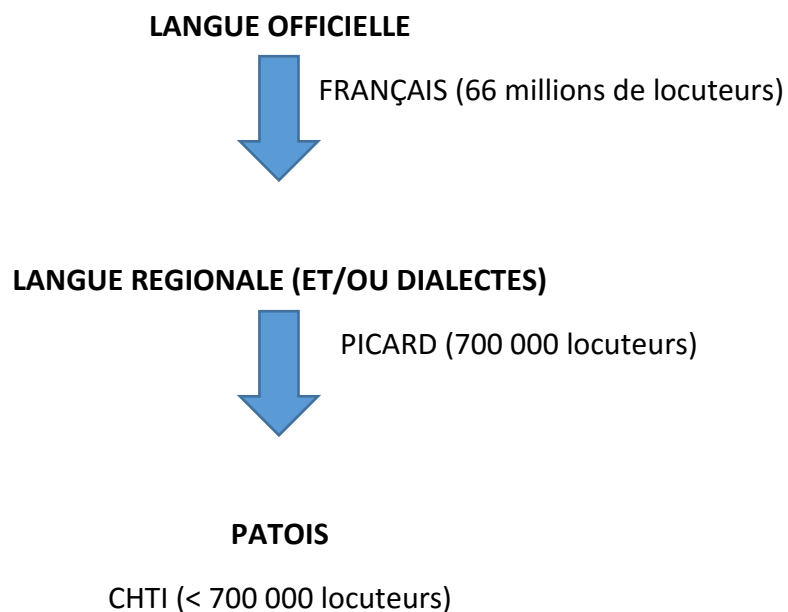 LANGUE OFFICIELLE
FRANÇAIS (66 millions de locuteurs)
LANGUE REGIONALE (ET/OU DIALECTES)
PICARD (700 000 locuteurs)
PATOIS
CHTI (< 700 000 locuteurs)